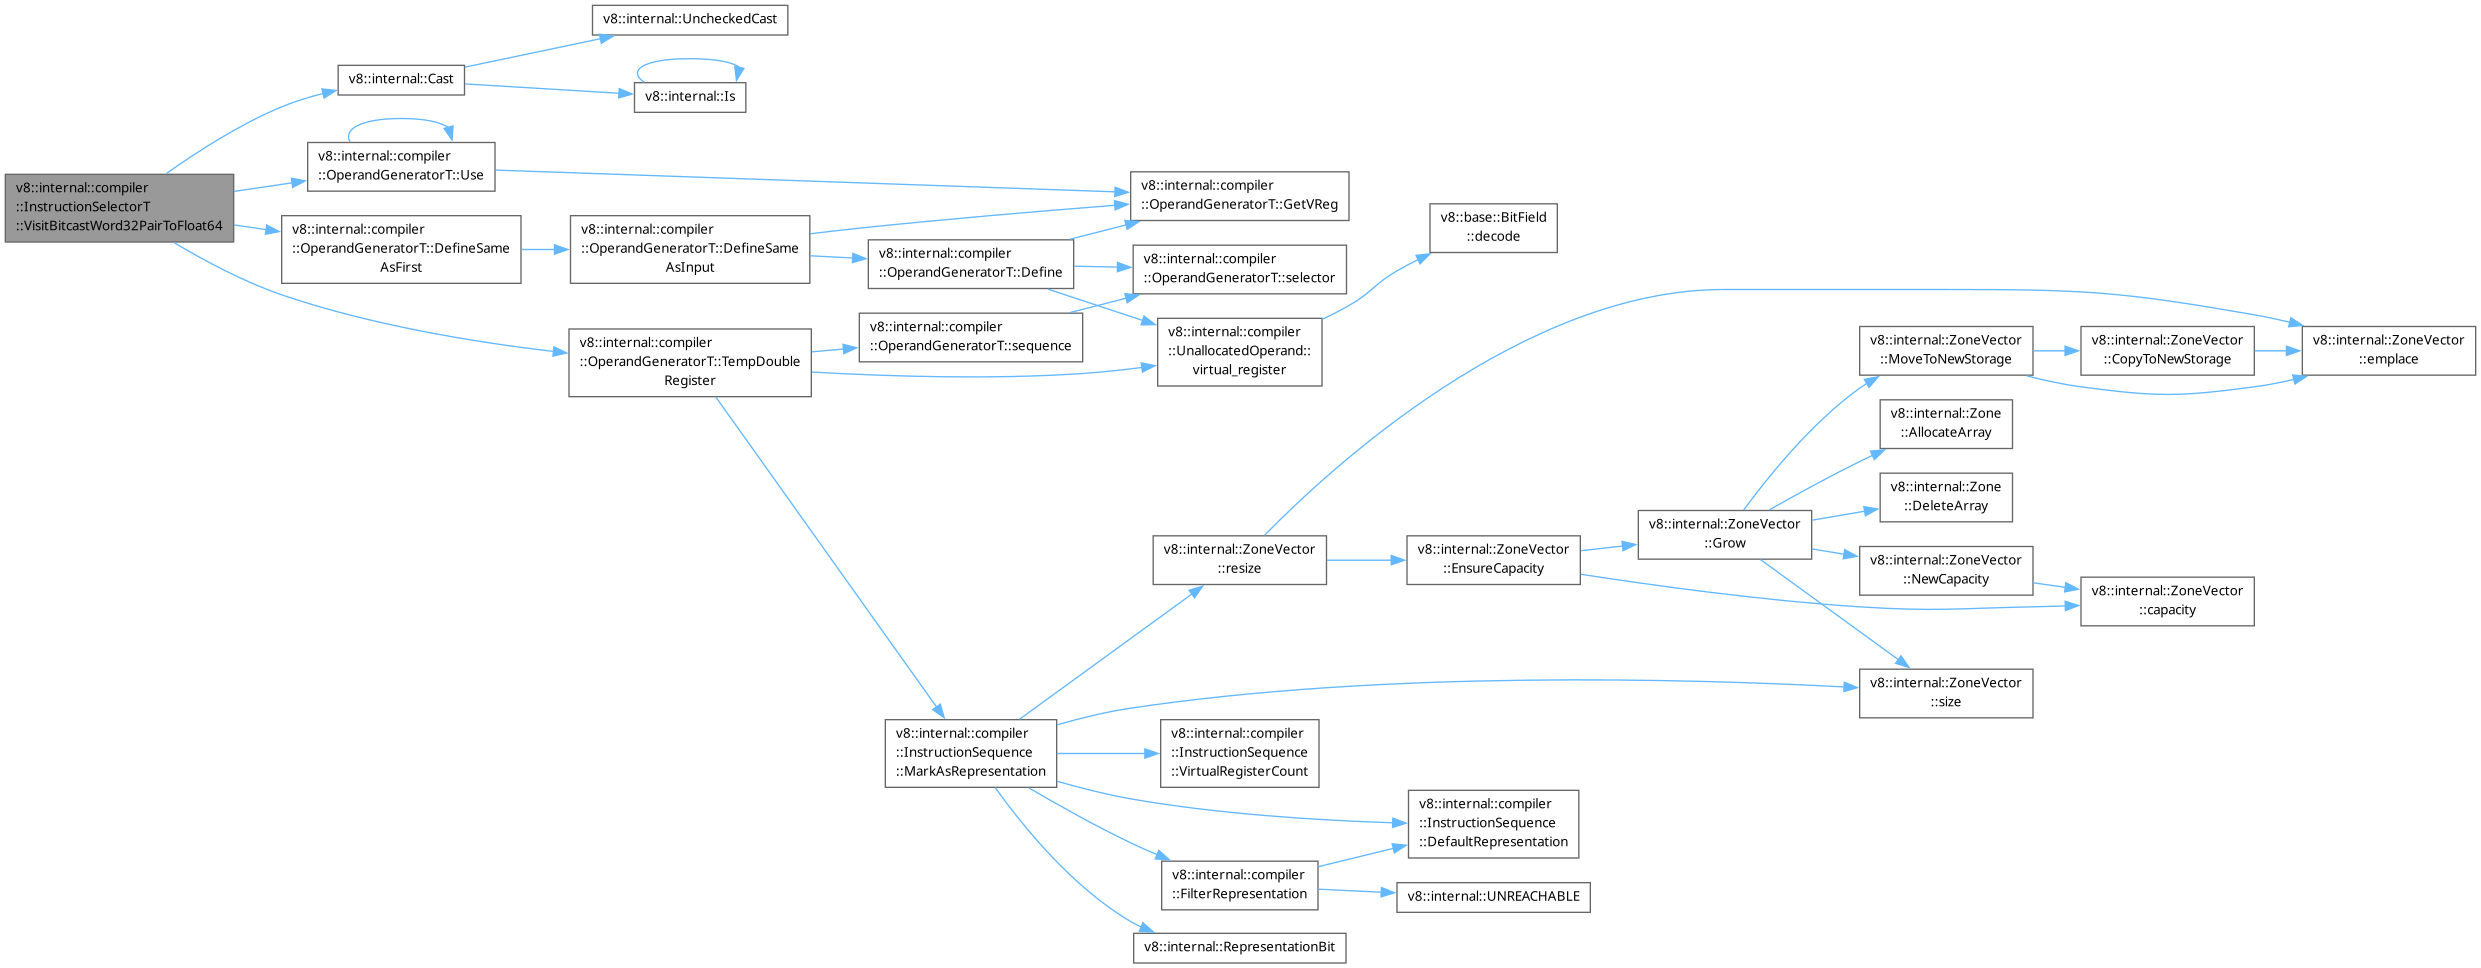 v8::internal::UncheckedCast
v8::internal::Cast
v8::internal::Is
v8::internal::compiler
::OperandGeneratorT::Use
v8::internal::compiler
::InstructionSelectorT
::VisitBitcastWord32PairToFloat64
v8::internal::compiler
::OperandGeneratorT::DefineSame
AsFirst
v8::internal::compiler
::OperandGeneratorT::DefineSame
AsInput
v8::internal::compiler
::OperandGeneratorT::Define
v8::internal::compiler
::OperandGeneratorT::GetVReg
v8::internal::compiler
::OperandGeneratorT::selector
v8::base::BitField
::decode
v8::internal::compiler
::OperandGeneratorT::TempDouble
Register
v8::internal::compiler
::OperandGeneratorT::sequence
v8::internal::compiler
::UnallocatedOperand::
virtual_register
v8::internal::ZoneVector
::MoveToNewStorage
v8::internal::ZoneVector
::CopyToNewStorage
v8::internal::ZoneVector
::emplace
v8::internal::Zone
::AllocateArray
v8::internal::Zone
::DeleteArray
v8::internal::ZoneVector
::resize
v8::internal::ZoneVector
::EnsureCapacity
v8::internal::ZoneVector
::Grow
v8::internal::ZoneVector
::NewCapacity
v8::internal::ZoneVector
::capacity
v8::internal::ZoneVector
::size
v8::internal::compiler
::InstructionSequence
::MarkAsRepresentation
v8::internal::compiler
::InstructionSequence
::VirtualRegisterCount
v8::internal::compiler
::InstructionSequence
::DefaultRepresentation
v8::internal::compiler
::FilterRepresentation
v8::internal::UNREACHABLE
v8::internal::RepresentationBit